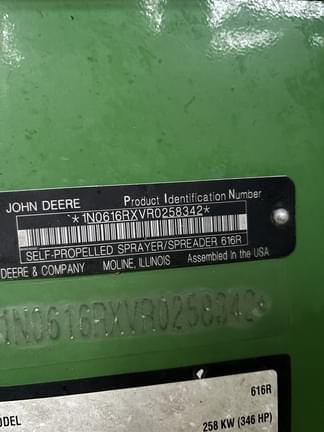 JOHN DEERE Product Identification Number
*1N0616RXVR0258342*
SELF-PROPELLED SPRAYER/SPREADER 616R
DEERE & COMPANY MOLINE, ILLINOIS Assembled In the USA
1N0616RXVR0258342*
616R
ODEL 258 KW (346 HP)